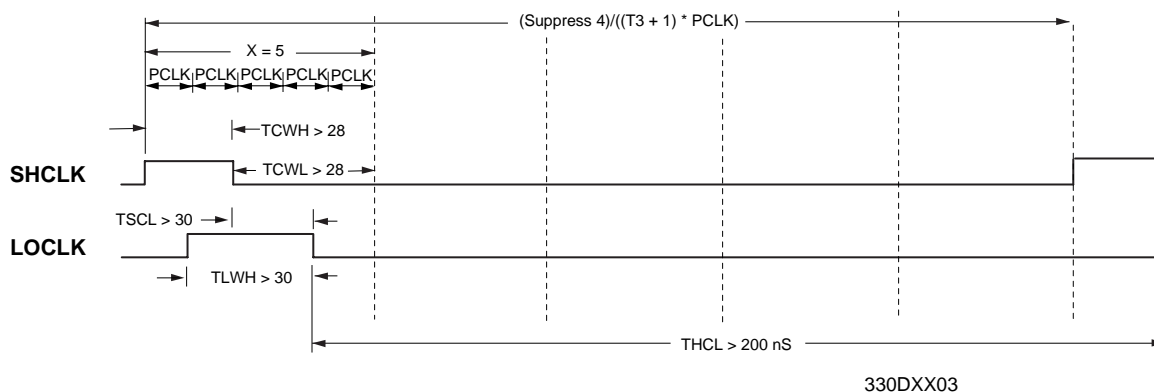 (Suppress 4)/((T3 + 1) * PCLK)
X = 5
PCLK PCLK PCLK PCLK PCLK
TCWH > 28
SHCLK
TCWL > 28
TSCL > 30
LOCLK
TLWH > 30
THCL > 200 nS
330DXX03